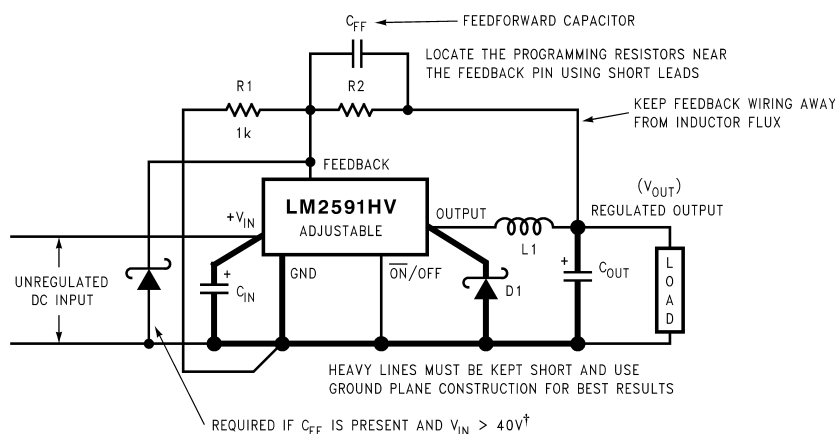 C_FF
FEEDFORWARD CAPACITOR
LOCATE THE PROGRAMMING RESISTORS NEAR
THE FEEDBACK PIN USING SHORT LEADS
R1
R2
1k
KEEP FEEDBACK WIRING AWAY
FROM INDUCTOR FLUX
FEEDBACK
+V_IN
LM2591HV
ADJUSTABLE
OUTPUT
L1
(V_OUT)
REGULATED OUTPUT
UNREGULATED
DC INPUT
+
C_IN
GND
O̅N̅/OFF
D1
+
C_OUT
LOAD
HEAVY LINES MUST BE KEPT SHORT AND USE
GROUND PLANE CONSTRUCTION FOR BEST RESULTS
REQUIRED IF C_FF IS PRESENT AND V_IN > 40V†